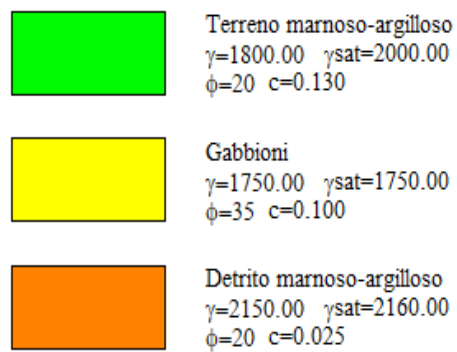 Terreno marnoso-argilloso
γ=1800.00 γsat=2000.00
ϕ=20 c=0.130
Gabbioni
γ=1750.00 γsat=1750.00
ϕ=35 c=0.100
Detrito marnoso-argilloso
γ=2150.00 γsat=2160.00
ϕ=20 c=0.025